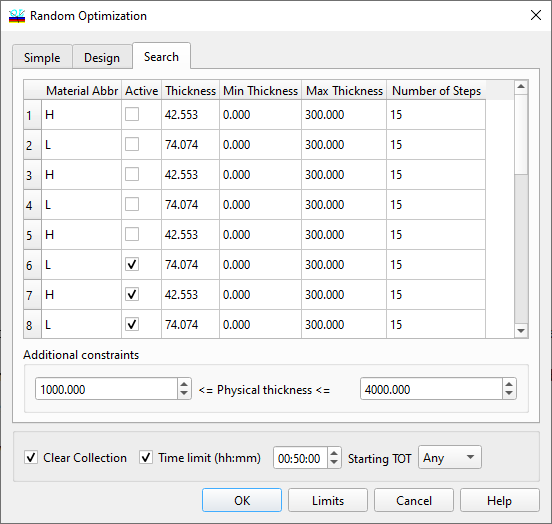 Random Optimization
Simple Design Search
Material Abbr Active Thickness Min Thickness Max Thickness Number of Steps
1 H 42.553 0.000 300.000 15
2 L 74.074 0.000 300.000 15
3 H 42.553 0.000 300.000 15
4 L 74.074 0.000 300.000 15
5 H 42.553 0.000 300.000 15
6 L 74.074 0.000 300.000 15
7 H 42.553 0.000 300.000 15
8 L 74.074 0.000 300.000 15
Additional constraints
1000.000 <= Physical thickness <= 4000.000
Clear Collection Time limit (hh:mm) 00:50:00 Starting TOT Any
OK Limits Cancel Help